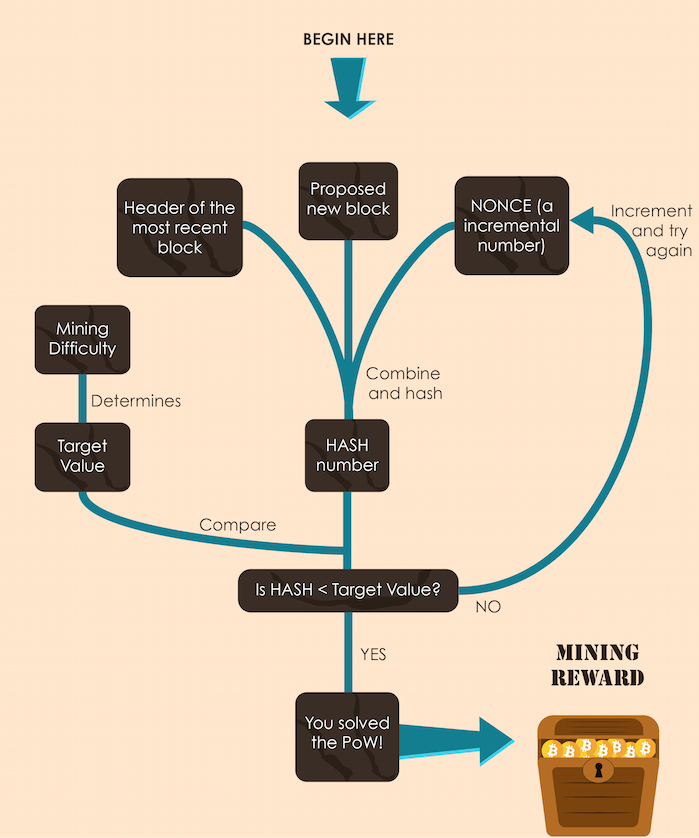 BEGIN HERE
Header of the
most recent
block
Proposed
new block
NONCE (a
incremental
number)
Increment
and try
again
Mining
Difficulty
Combine
and hash
Determines
Target
Value
HASH
number
Compare
Is HASH < Target Value?
NO
YES
MINING
REWARD
You solved
the PoW!